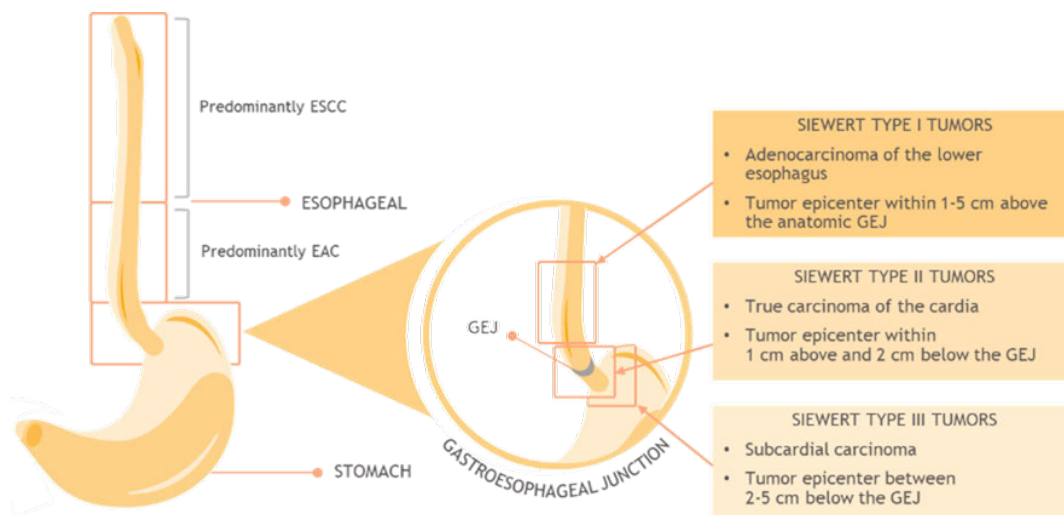 Predominantly ESCC
ESOPHAGEAL
Predominantly EAC
STOMACH
GEJ
GASTROESOPHAGEAL JUNCTION
SIEWERT TYPE I TUMORS
• Adenocarcinoma of the lower
esophagus
• Tumor epicenter within 1-5 cm above
the anatomic GEJ
SIEWERT TYPE II TUMORS
• True carcinoma of the cardia
• Tumor epicenter within
1 cm above and 2 cm below the GEJ
SIEWERT TYPE III TUMORS
• Subcardial carcinoma
• Tumor epicenter between
2-5 cm below the GEJ